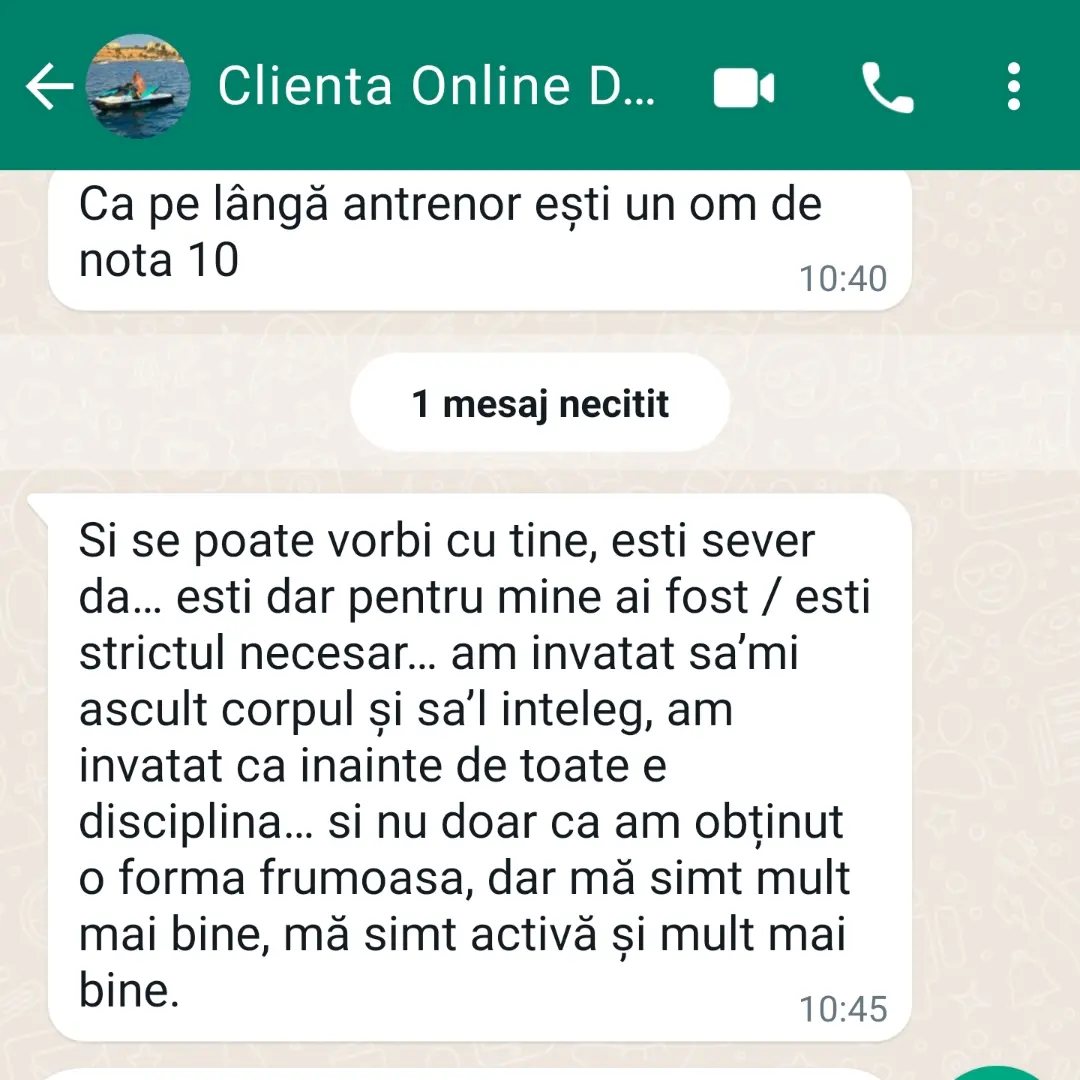 Clienta Online D...
Ca pe lângă antrenor ești un om de
nota 10
10:40
1 mesaj necitit
Si se poate vorbi cu tine, esti sever
da... esti dar pentru mine ai fost / esti
strictul necesar... am invatat sa’mi
ascult corpul și sa’l inteleg, am
invatat ca inainte de toate e
disciplina... si nu doar ca am obținut
o forma frumoasa, dar mă simt mult
mai bine, mă simt activă și mult mai
bine.
10:45